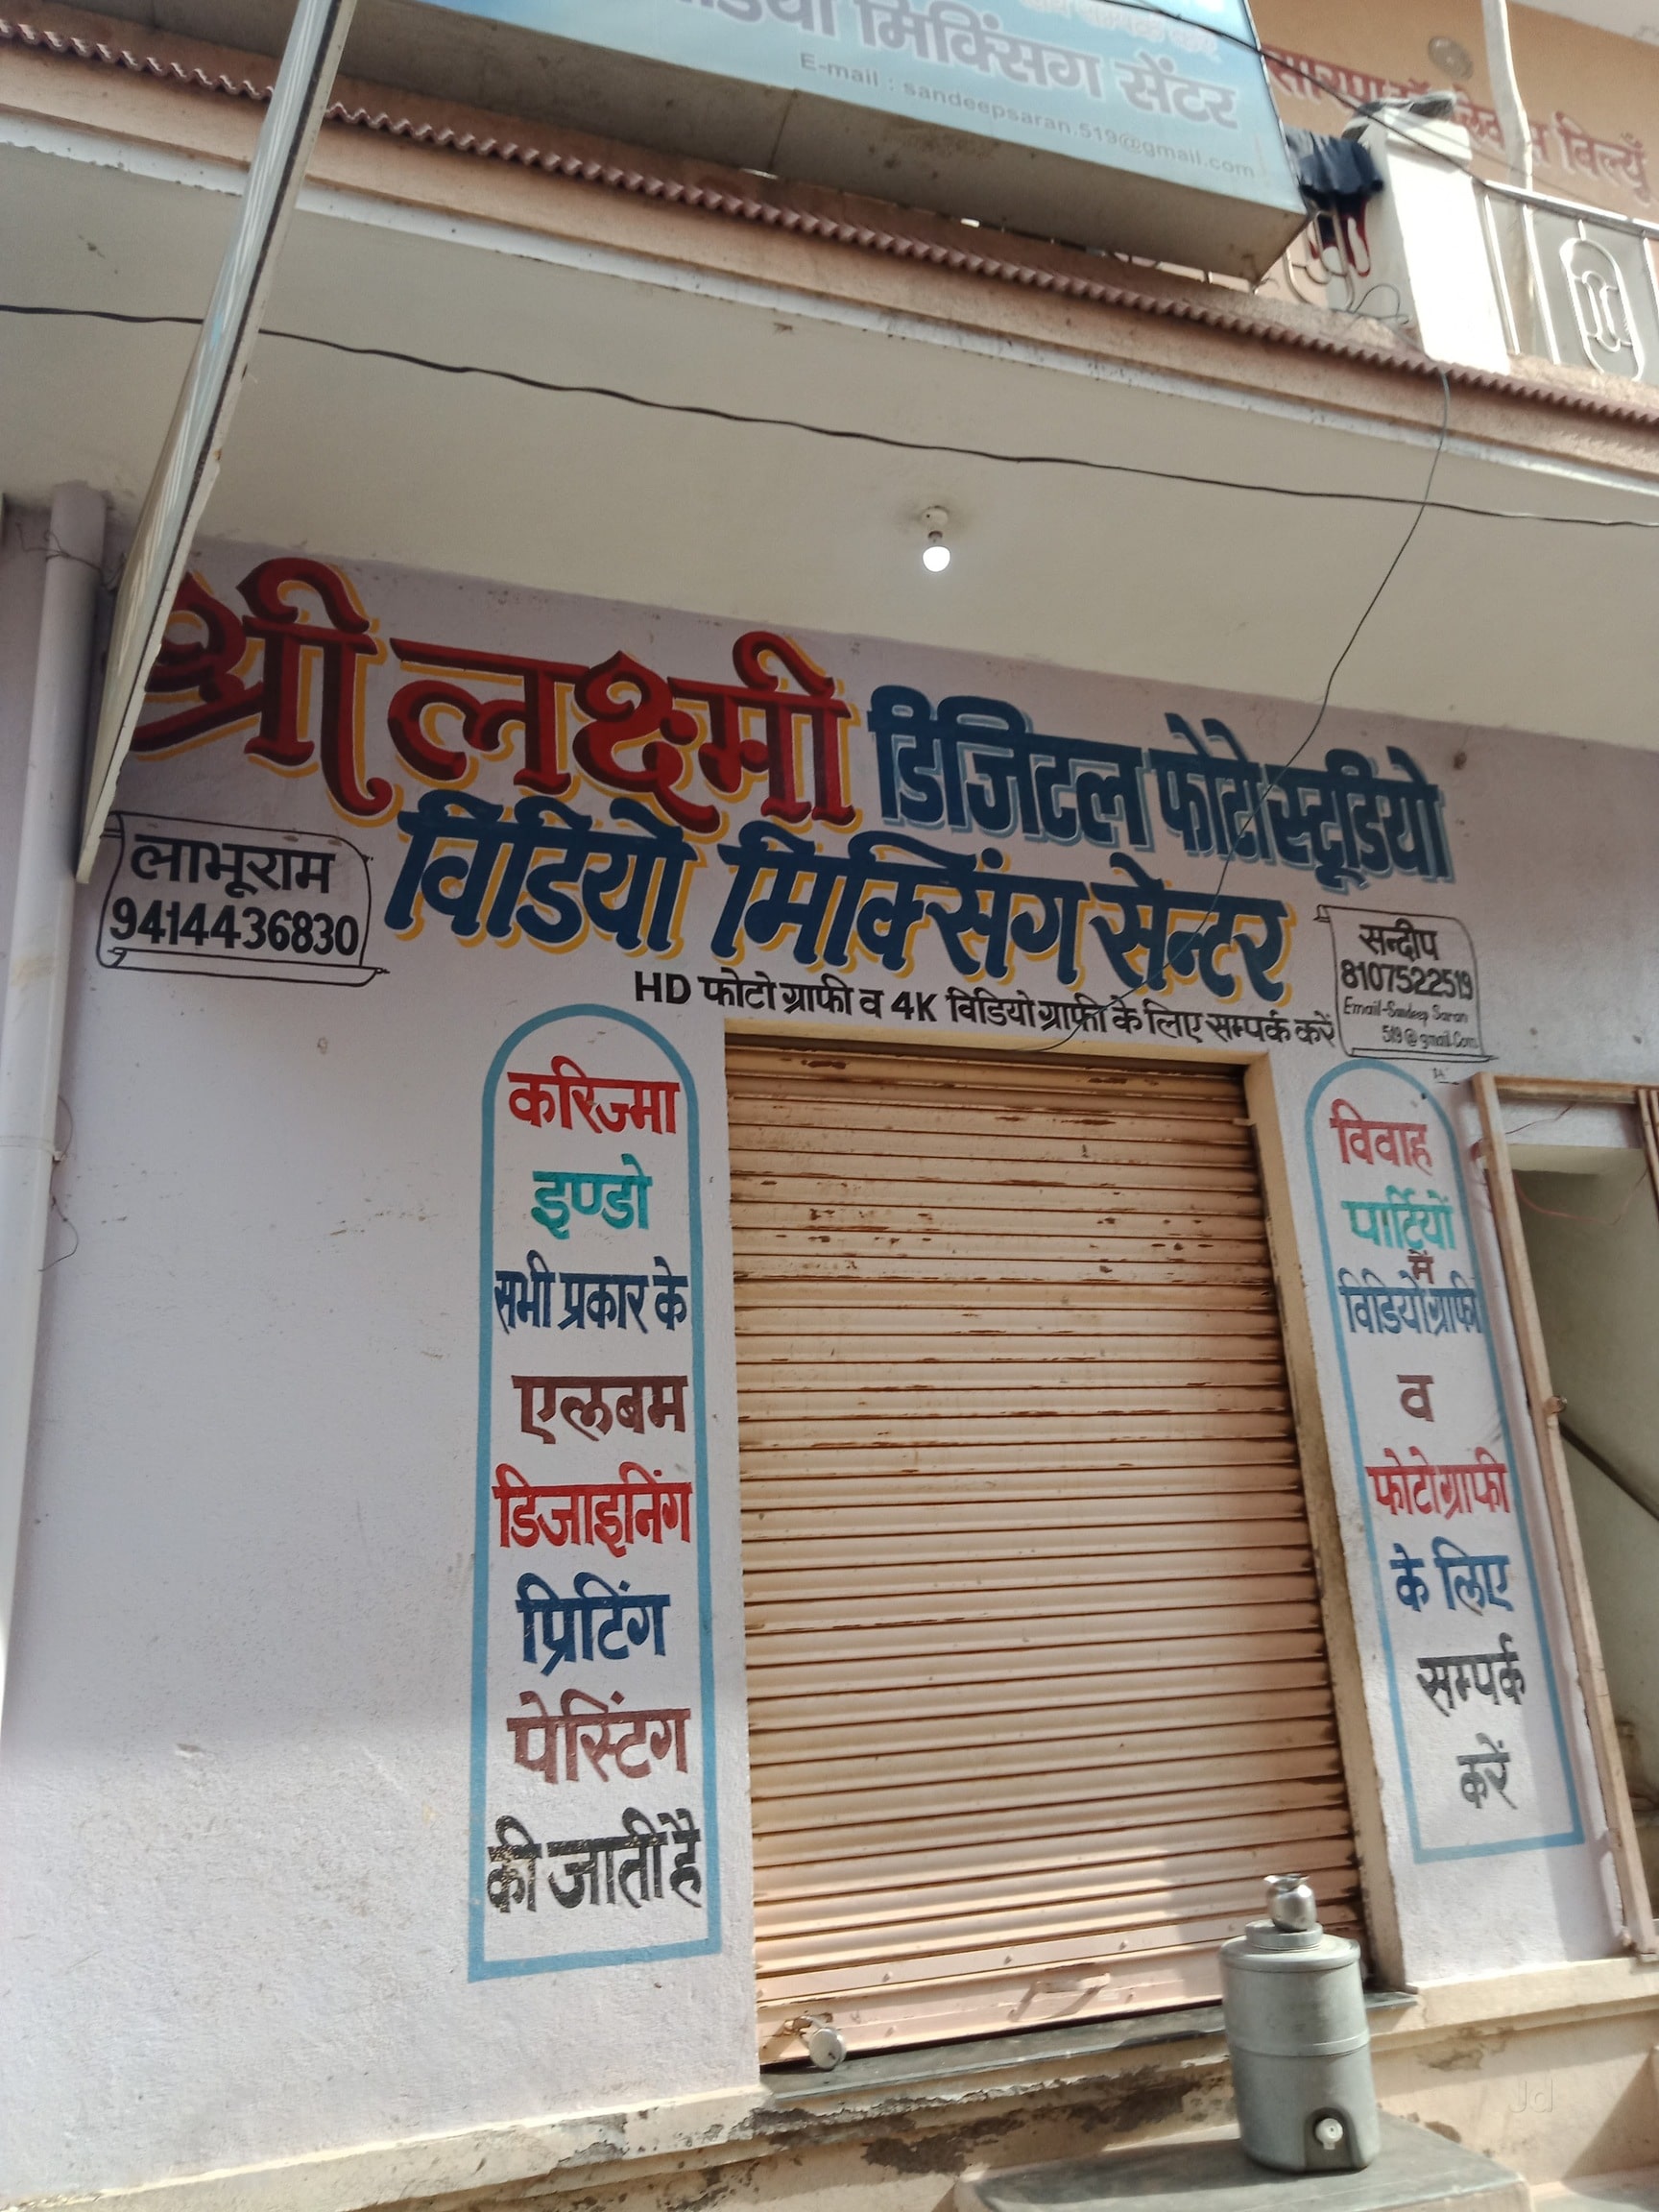 मिक्सिंग सेंटर
E-mail : sandeepsaran.519@gmail.com
श्री लक्ष्मी डिजिटल फोटो स्टूडियो
विडियो मिक्सिंग सेन्टर
लाभूराम
9414436830
सन्दीप
8107522519
Email-Sandeep Saran
519@gmail.Com
HD फोटो ग्राफी व 4K विडियो ग्राफी के लिए सम्पर्क करें
करिज्मा
इण्डो
सभी प्रकार के
एलबम
डिजाइनिंग
प्रिटिंग
पेस्टिंग
की जाती है
विवाह
पार्टियों
में
विडियोग्राफी
व
फोटोग्राफी
के लिए
सम्पर्क
करें
Jd